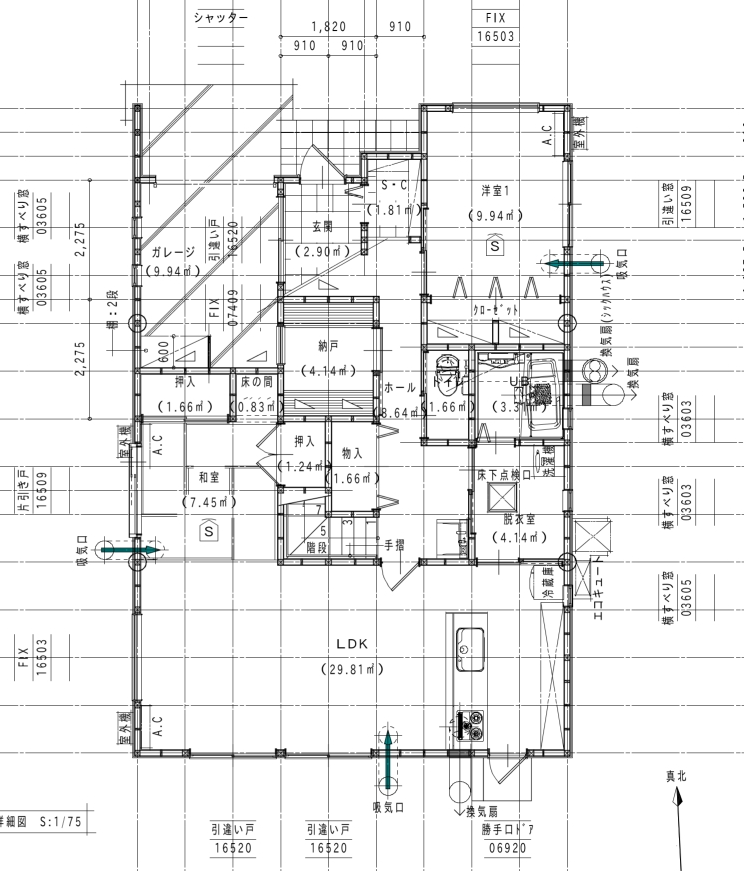 シャッター
1,820
910
910
910
FIX
16503
A.C
室外機
横すべり窓
03605
2,275
引違い戸
16520
S・C
(1.81㎡)
洋室1
(9.94㎡)
S
引違い窓
16509
玄関
(2.90㎡)
ガレージ
(9.94㎡)
吸気口
横すべり窓
03605
FIX
07409
棚：2段
ｸﾛｰｾﾞｯﾄ
換気扇(シックハウス)
2,275
600
納戸
(4.14㎡)
ホール
(8.64㎡)
トイレ
(1.66㎡)
UB
換気扇
押入
(1.66㎡)
床の間
(0.83㎡)
横すべり窓
03603
室外機
A.C
押入
(1.24㎡)
物入
(1.66㎡)
洗濯機
床下点検口
片引き戸
16509
和室
(7.45㎡)
S
横すべり窓
03603
7
5
3
1
階段
手摺
脱衣室
(4.14㎡)
吸気口
冷蔵庫
エコキュート
横すべり窓
03605
FIX
16503
LDK
(29.81㎡)
室外機
A.C
真北
吸気口
換気扇
詳細図 S:1/75
引違い戸
16520
引違い戸
16520
勝手口ﾄﾞｱ
06920